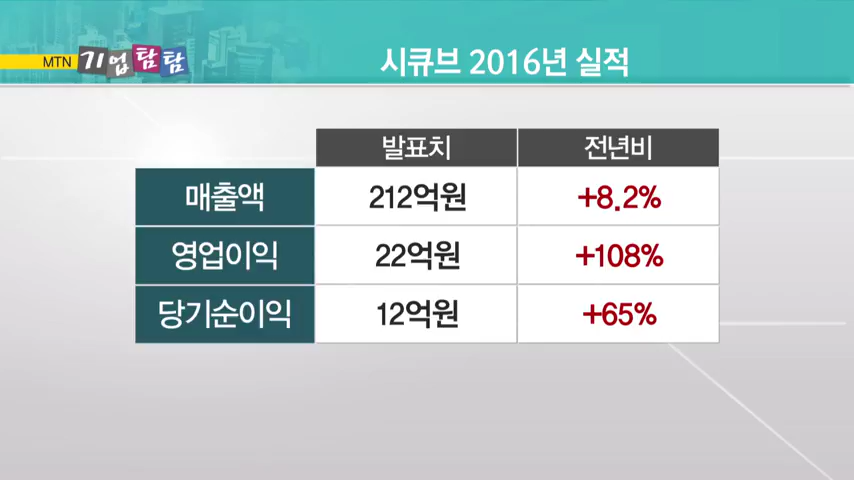 MTN 기업탐탐
시큐브 2016년 실적
발표치 전년비
매출액 212억원 +8.2%
영업이익 22억원 +108%
당기순이익 12억원 +65%